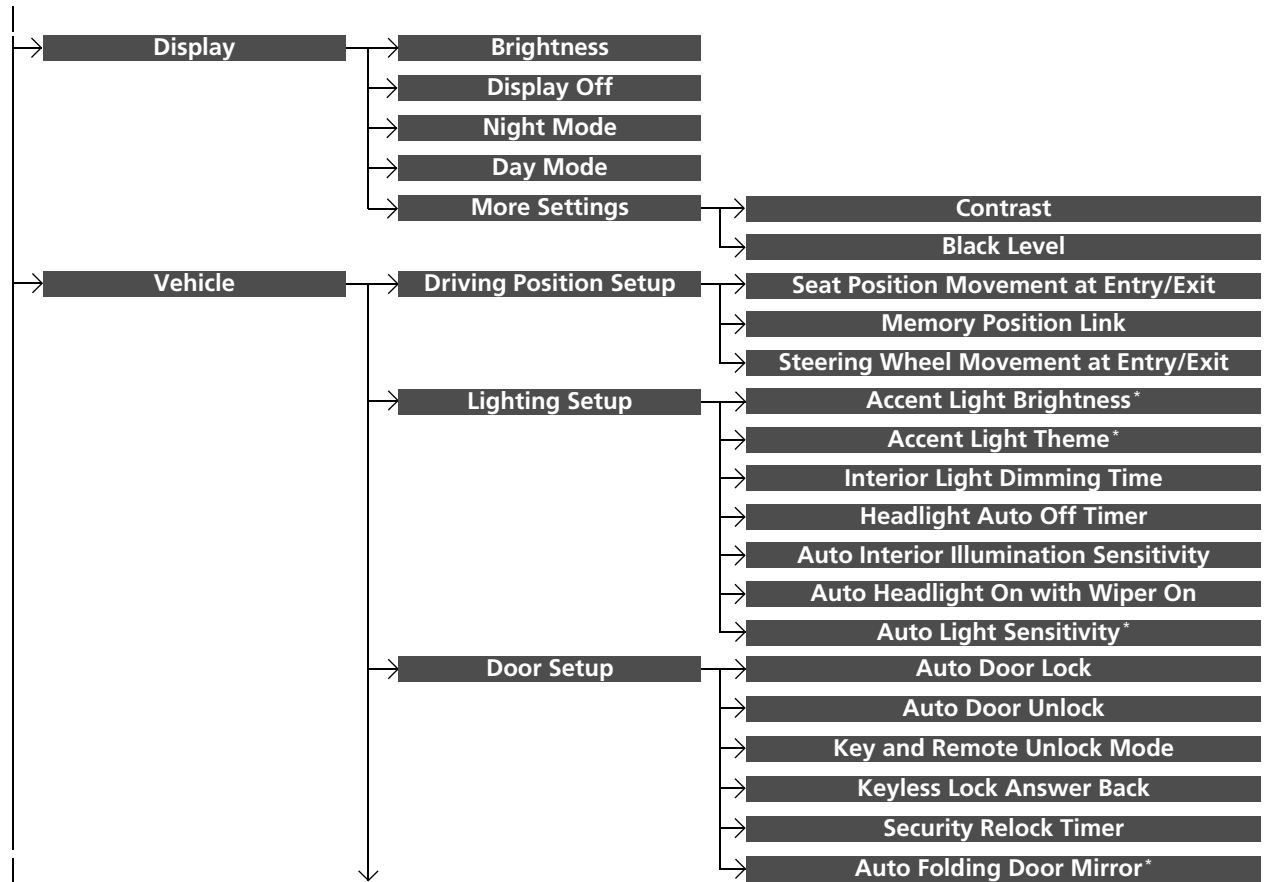 Display
Brightness
Display Off
Night Mode
Day Mode
More Settings
Contrast
Black Level
Vehicle
Driving Position Setup
Seat Position Movement at Entry/Exit
Memory Position Link
Steering Wheel Movement at Entry/Exit
Lighting Setup
Accent Light Brightness*
Accent Light Theme*
Interior Light Dimming Time
Headlight Auto Off Timer
Auto Interior Illumination Sensitivity
Auto Headlight On with Wiper On
Auto Light Sensitivity*
Door Setup
Auto Door Lock
Auto Door Unlock
Key and Remote Unlock Mode
Keyless Lock Answer Back
Security Relock Timer
Auto Folding Door Mirror*